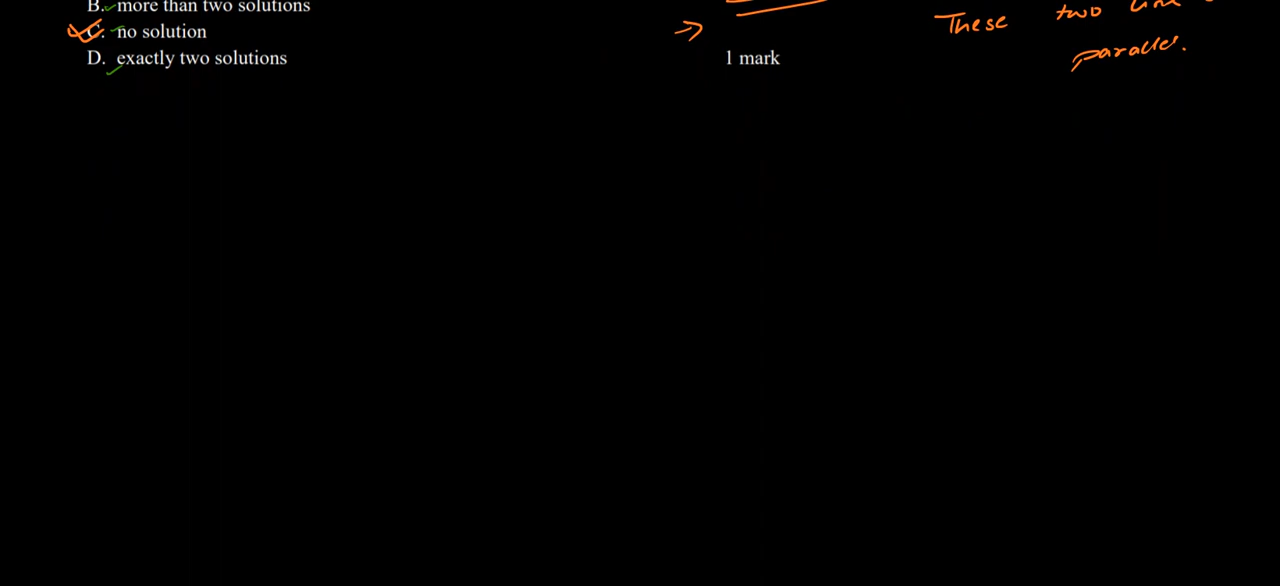 B. more than two solutions
C. no solution
D. exactly two solutions
1 mark
These two
parallel.